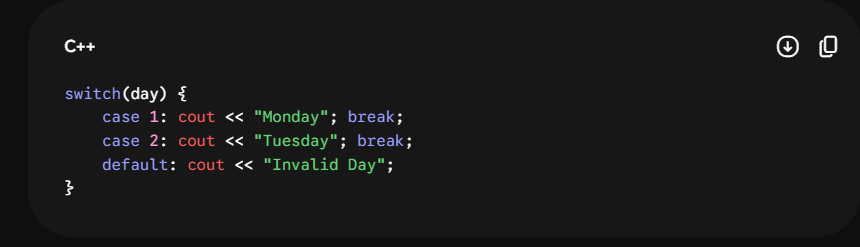 C++
switch(day) {
    case 1: cout << "Monday"; break;
    case 2: cout << "Tuesday"; break;
    default: cout << "Invalid Day";
}